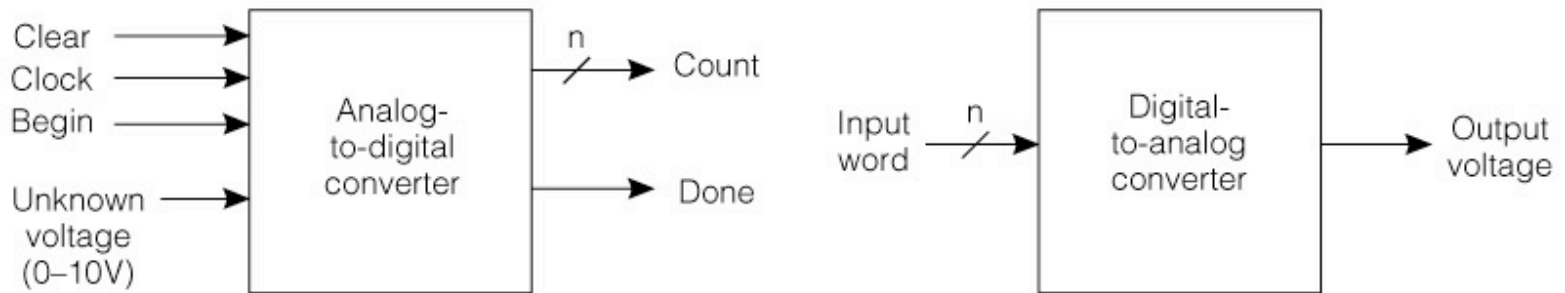 Clear
Clock
Begin
Unknown
voltage
(0–10V)
Analog-
to-digital
converter
n
Count
Done
Input
word
n
Digital-
to-analog
converter
Output
voltage